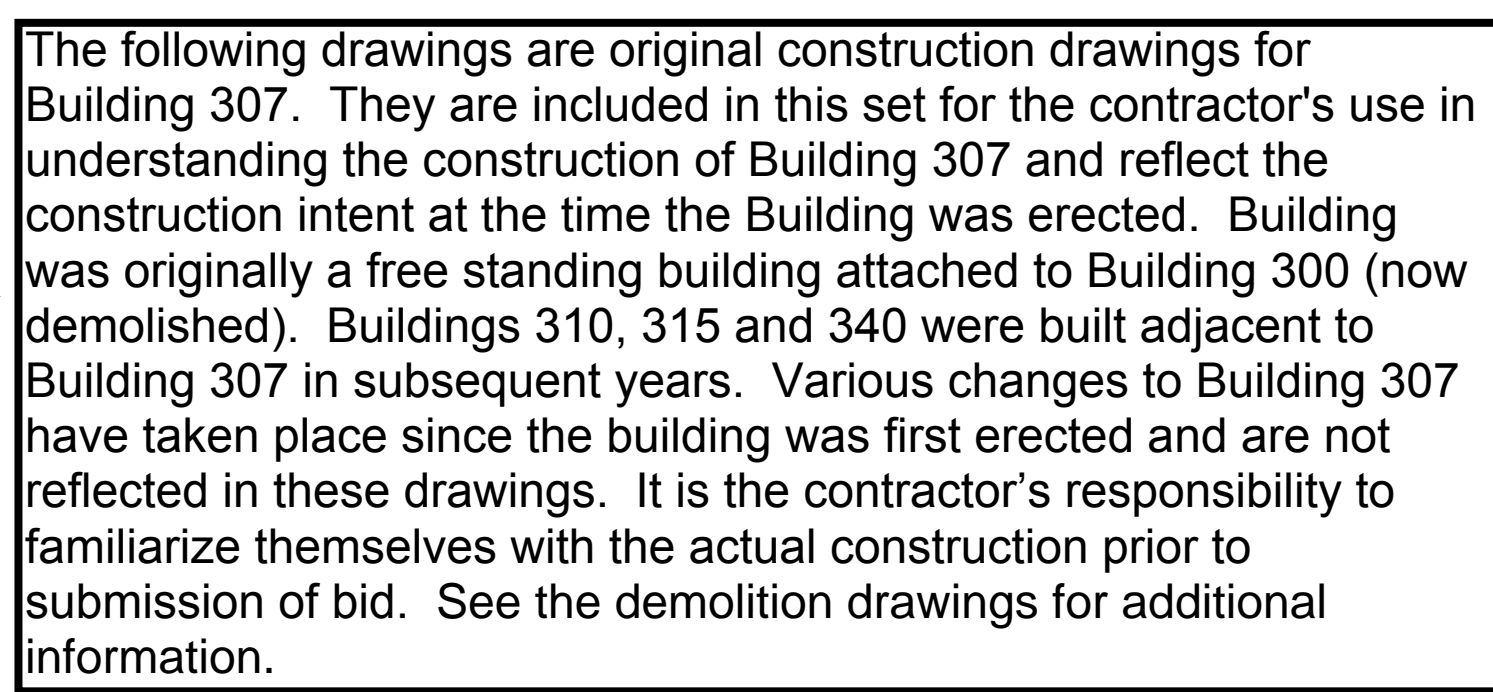 The following drawings are original construction drawings for
Building 307.  They are included in this set for the contractor's use in
understanding the construction of Building 307 and reflect the
construction intent at the time the Building was erected.  Building
was originally a free standing building attached to Building 300 (now
demolished).  Buildings 310, 315 and 340 were built adjacent to
Building 307 in subsequent years.  Various changes to Building 307
have taken place since the building was first erected and are not
reflected in these drawings.  It is the contractor’s responsibility to
familiarize themselves with the actual construction prior to
submission of bid.  See the demolition drawings for additional
information.